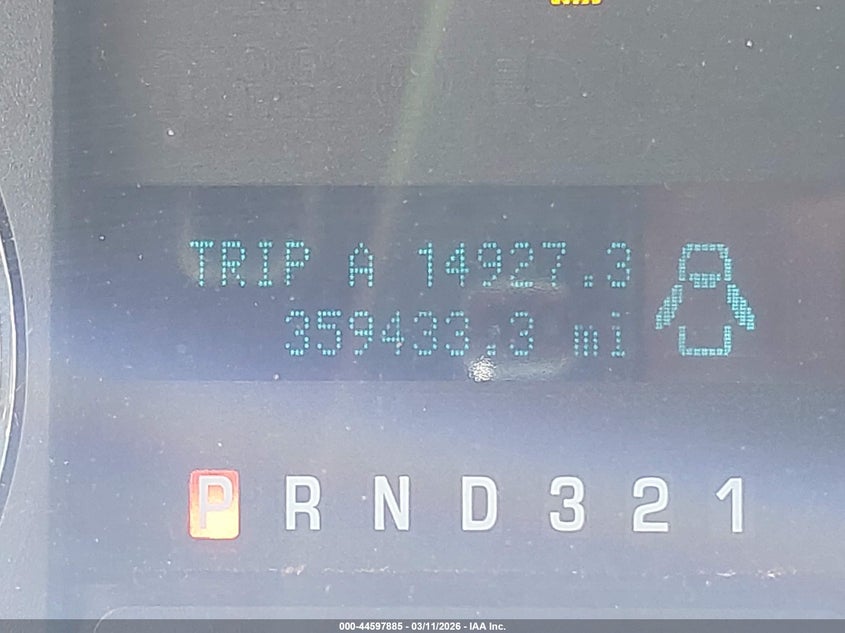 TRIP A 14927.3
359433.3 mi
P R N D 3 2 1
000-44597885 - 03/11/2026 - IAA Inc.